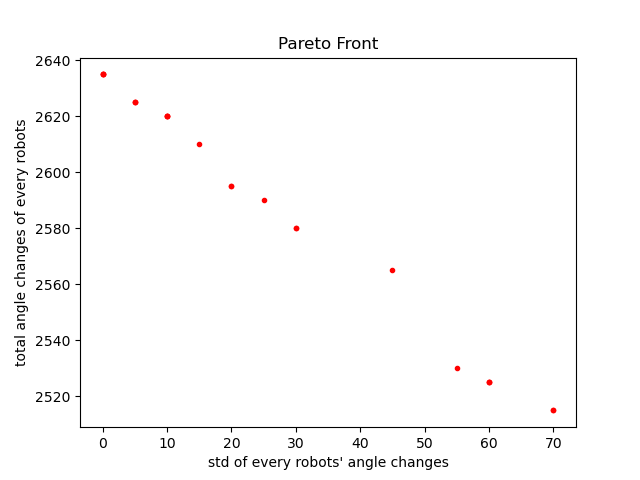 Pareto Front
total angle changes of every robots
2640
2620
2600
2580
2560
2540
2520
0 10 20 30 40 50 60 70
std of every robots' angle changes